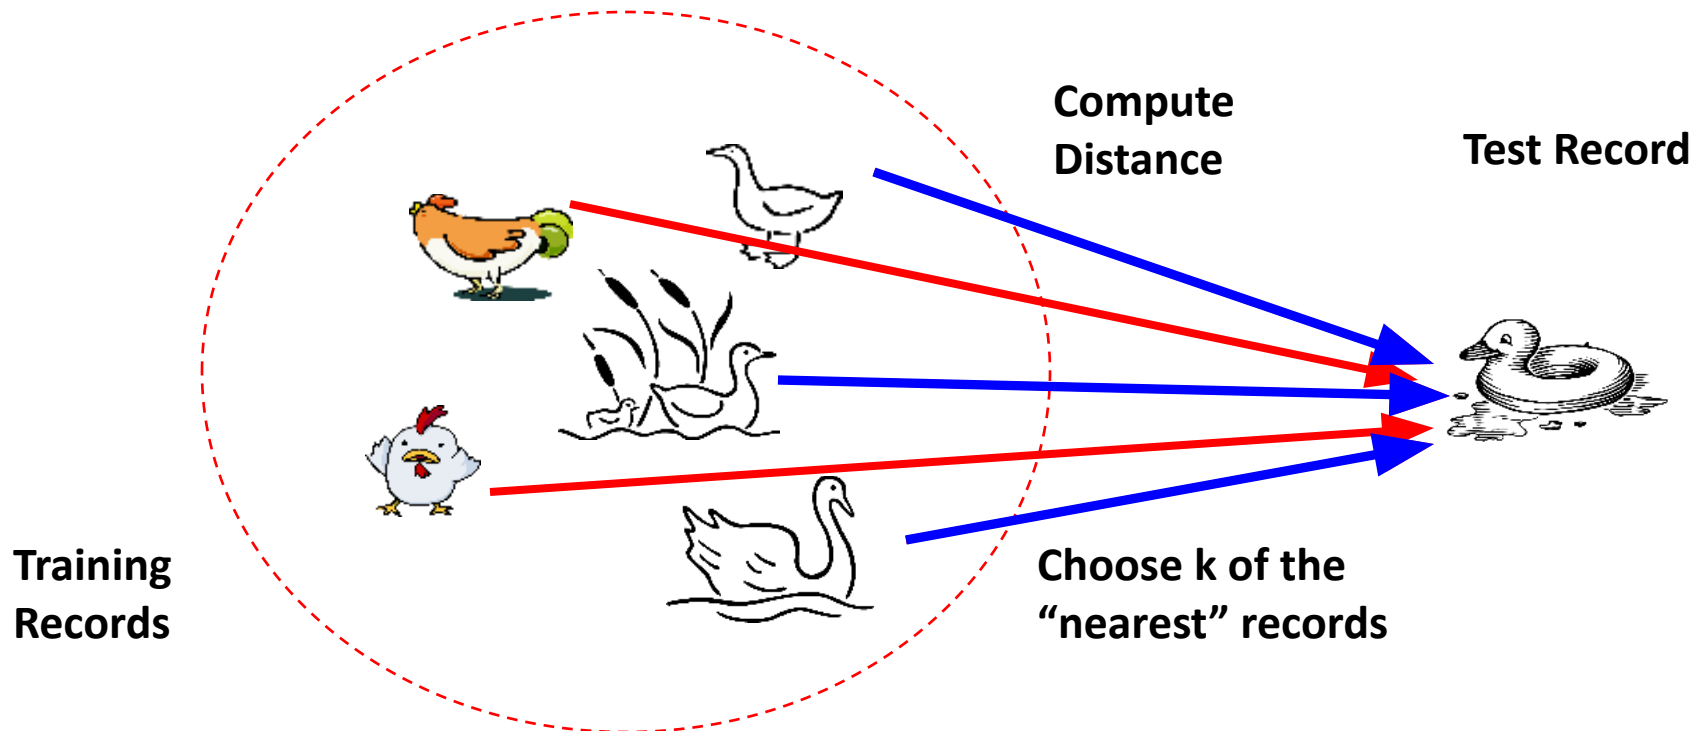 Compute
Distance
Test Record
Training
Records
Choose k of the
“nearest” records